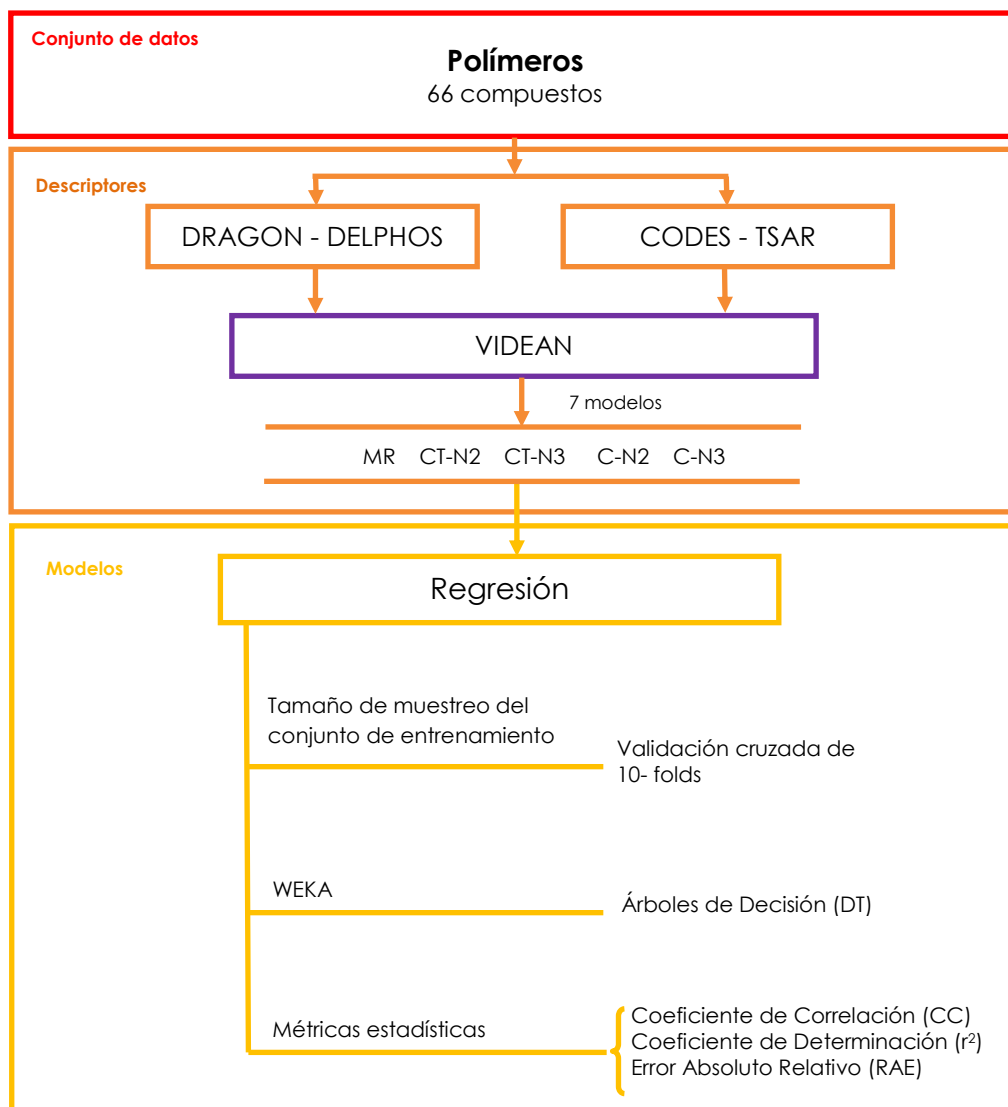 Conjunto de datos
Polímeros
66 compuestos
Descriptores
DRAGON - DELPHOS
CODES - TSAR
VIDEAN
7 modelos
MR CT-N2 CT-N3 C-N2 C-N3
Modelos
Regresión
Tamaño de muestreo del
conjunto de entrenamiento
Validación cruzada de
10- folds
WEKA
Árboles de Decisión (DT)
Métricas estadísticas
Coeficiente de Correlación (CC)
Coeficiente de Determinación (r²)
Error Absoluto Relativo (RAE)